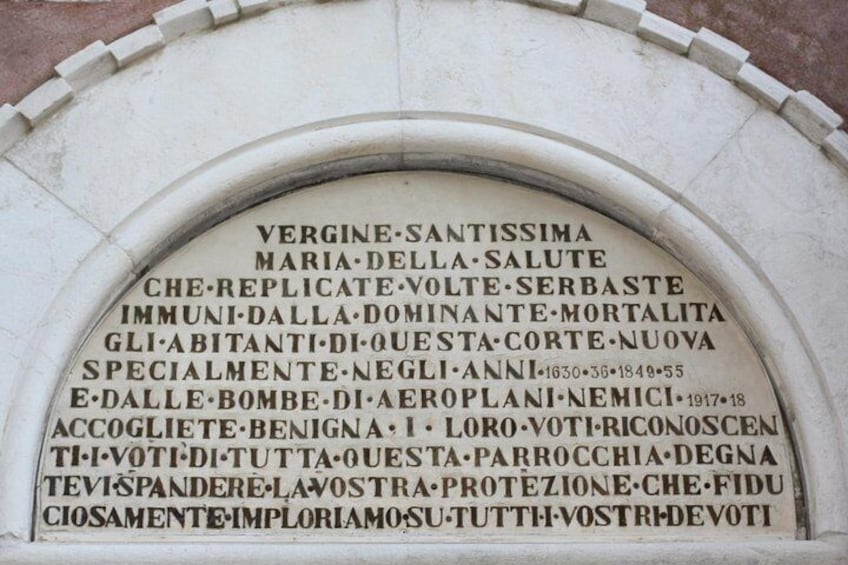 VERGINE·SANTISSIMA
MARIA·DELLA·SALUTE
CHE·REPLICATE·VOLTE·SERBASTE
IMMUNI·DALLA·DOMINANTE·MORTALITA
GLI·ABITANTI·DI·QUESTA·CORTE·NUOVA
SPECIALMENTE·NEGLI·ANNI·1630·36·1849·55
E·DALLE·BOMBE·DI·AEROPLANI·NEMICI·1917·18
ACCOGLIETE·BENIGNA·I·LORO·VOTI·RICONOSCEN
TI·I·VOTI·DI·TUTTA·QUESTA·PARROCCHIA·DEGNA
TEVI·SPANDERE·LA·VOSTRA·PROTEZIONE·CHE·FIDU
CIOSAMENTE·IMPLORIAMO·SU·TUTTI·I·VOSTRI·DEVOTI